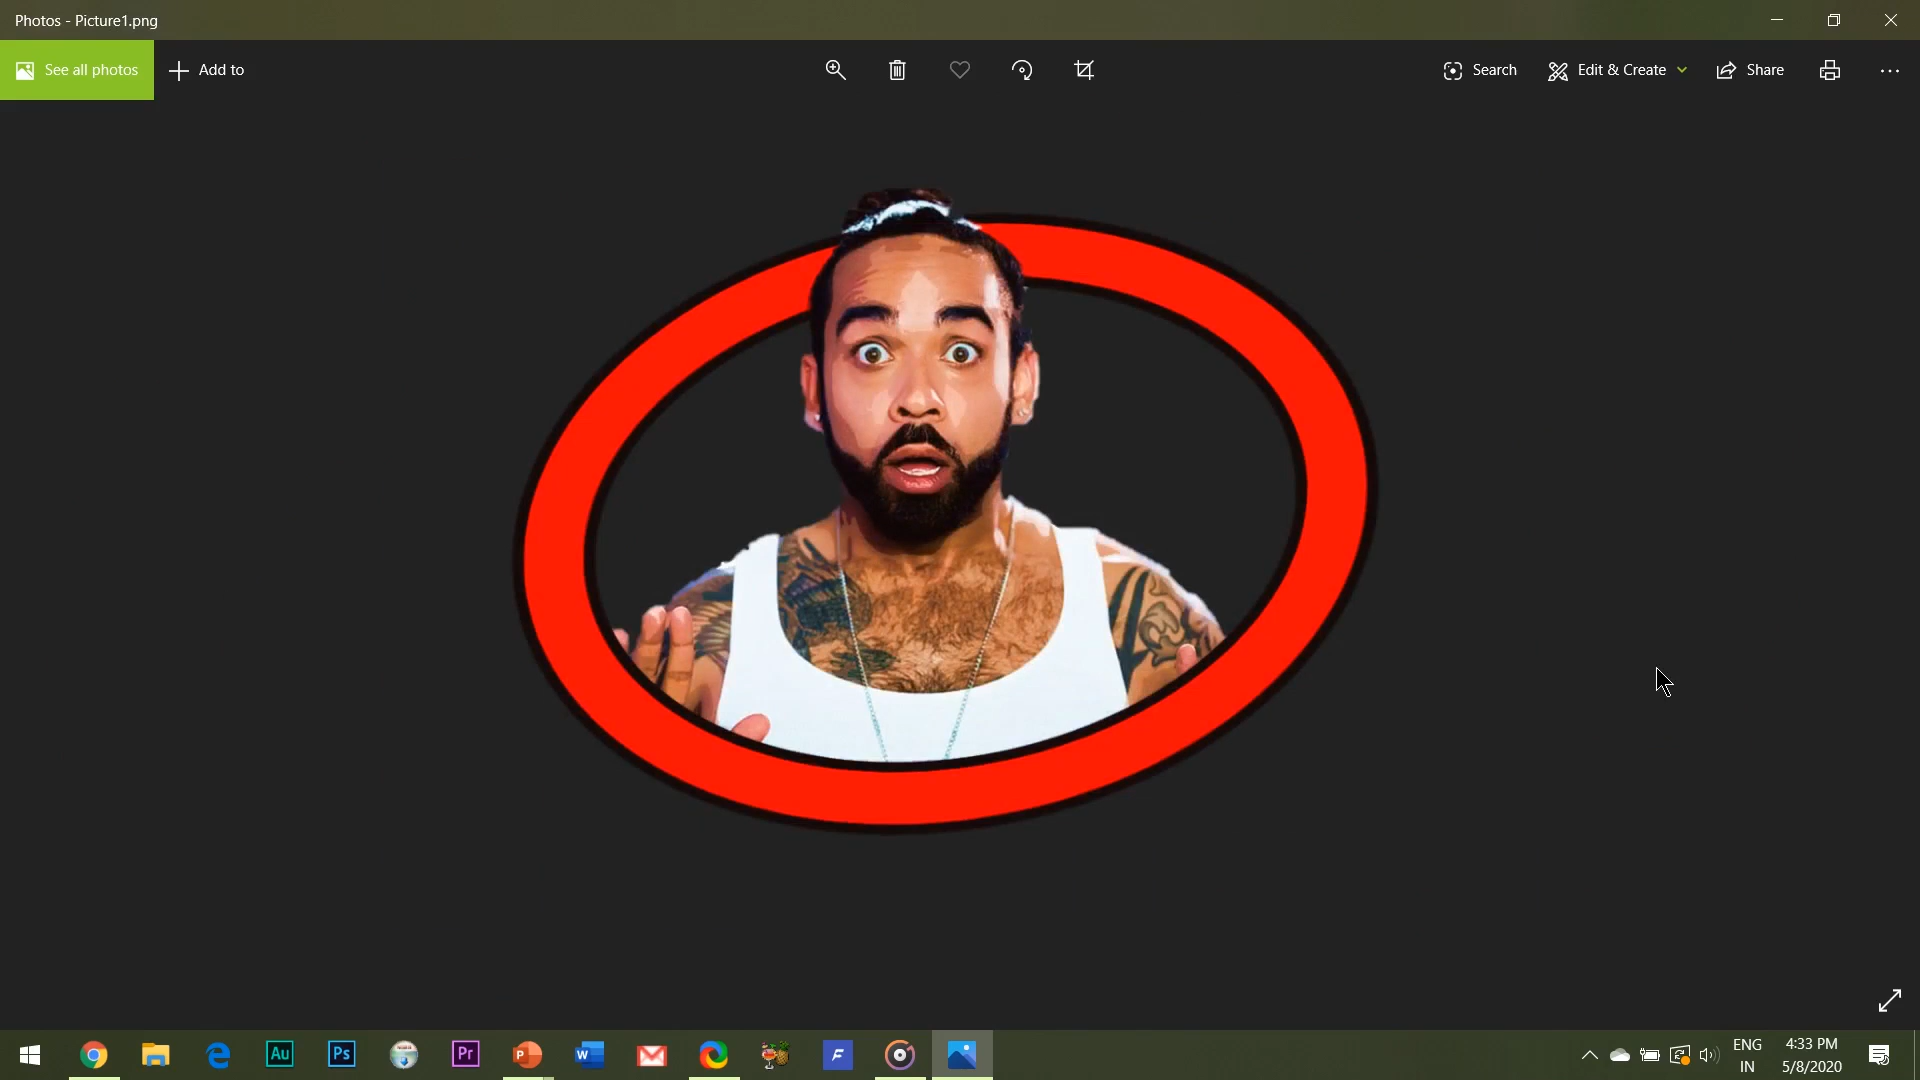 Photos - Picture1.png
See all photos
Add to
Search
Edit & Create
Share
Au
Ps
Pr
P
W
F
ENG
IN
4:33 PM
5/8/2020